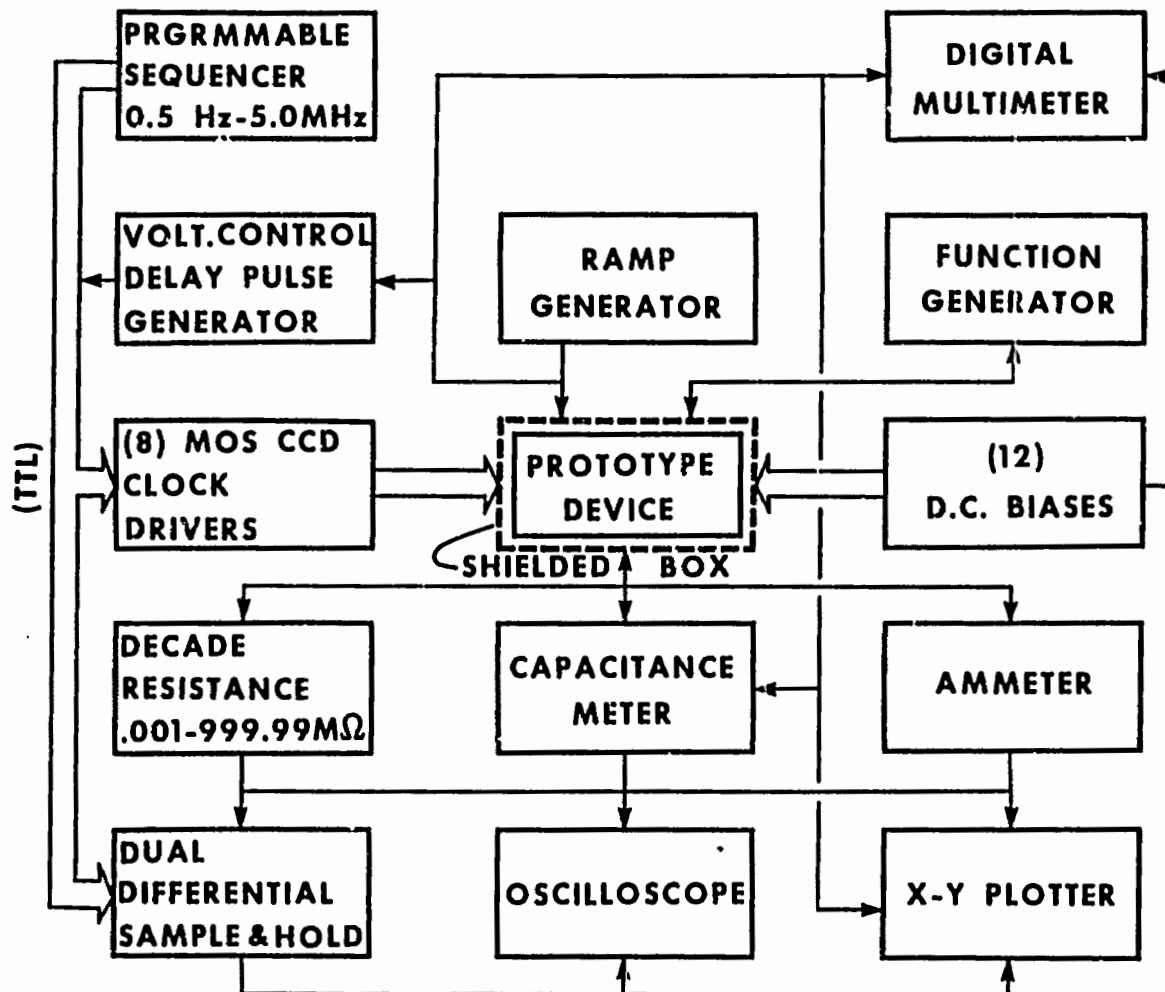 PRGRMMABLE
SEQUENCER
0.5 Hz-5.0MHz
DIGITAL
MULTIMETER
VOLT.CONTROL
DELAY PULSE
GENERATOR
RAMP
GENERATOR
FUNCTION
GENERATOR
(TTL)
(8) MOS CCD
CLOCK
DRIVERS
PROTOTYPE
DEVICE
(12)
D.C. BIASES
SHIELDED BOX
DECADE
RESISTANCE
.001-999.99MΩ
CAPACITANCE
METER
AMMETER
DUAL
DIFFERENTIAL
SAMPLE & HOLD
OSCILLOSCOPE
X-Y PLOTTER